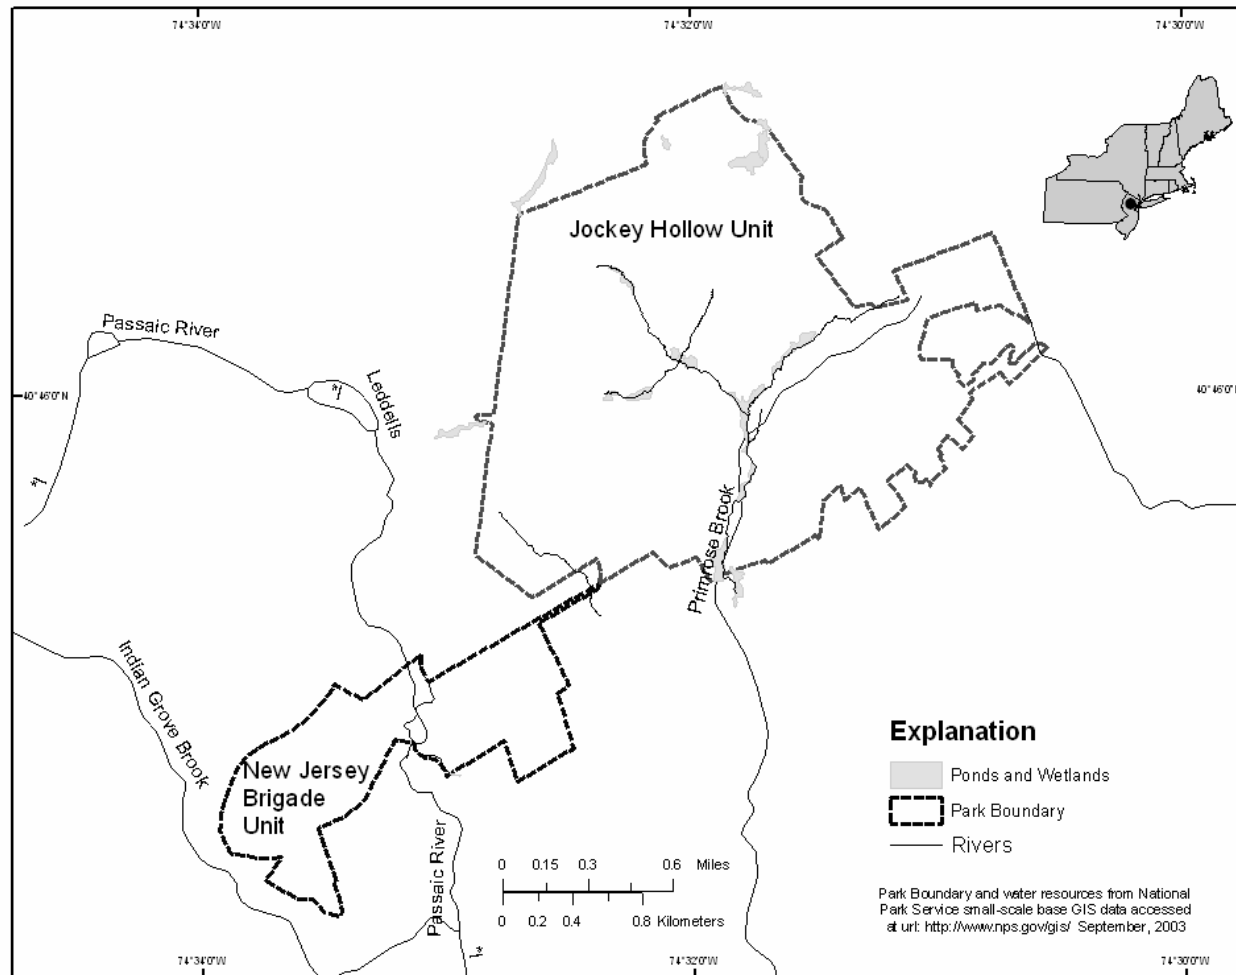 74°34'0"W
74°32'0"W
74°30'0"W
Jockey Hollow Unit
Passaic River
Leddells
40°46'0"N
40°46'0"N
Primrose Brook
Indian Grove Brook
New Jersey
Brigade
Unit
Passaic River
Explanation
Ponds and Wetlands
Park Boundary
Rivers
0 0.15 0.3 0.6 Miles
0 0.2 0.4 0.8 Kilometers
Park Boundary and water resources from National
Park Service small-scale base GIS data accessed
at url: http://www.nps.gov/gis/ September, 2003
74°34'0"W
74°32'0"W
74°30'0"W